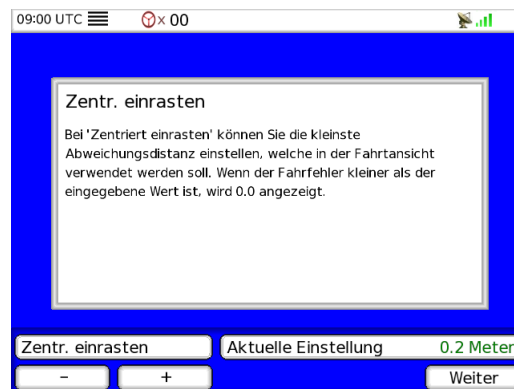 09:00 UTC × 00
Zentr. einrasten
Bei 'Zentriert einrasten' können Sie die kleinste
Abweichungsdistanz einstellen, welche in der Fahrtansicht
verwendet werden soll. Wenn der Fahrfehler kleiner als der
eingegebene Wert ist, wird 0.0 angezeigt.
Zentr. einrasten Aktuelle Einstellung 0.2 Meter
- + Weiter